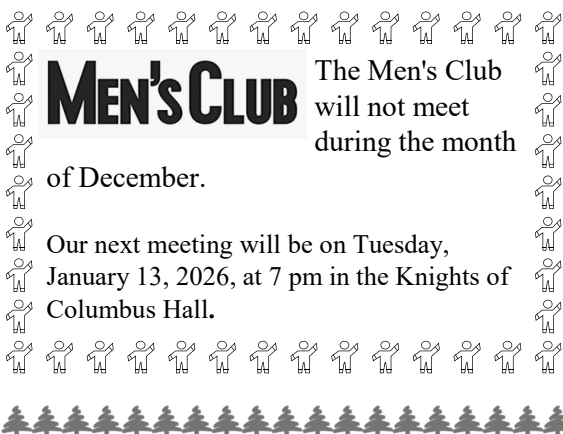 MEN'S CLUB
The Men's Club
will not meet
during the month
of December.
Our next meeting will be on Tuesday,
January 13, 2026, at 7 pm in the Knights of
Columbus Hall.